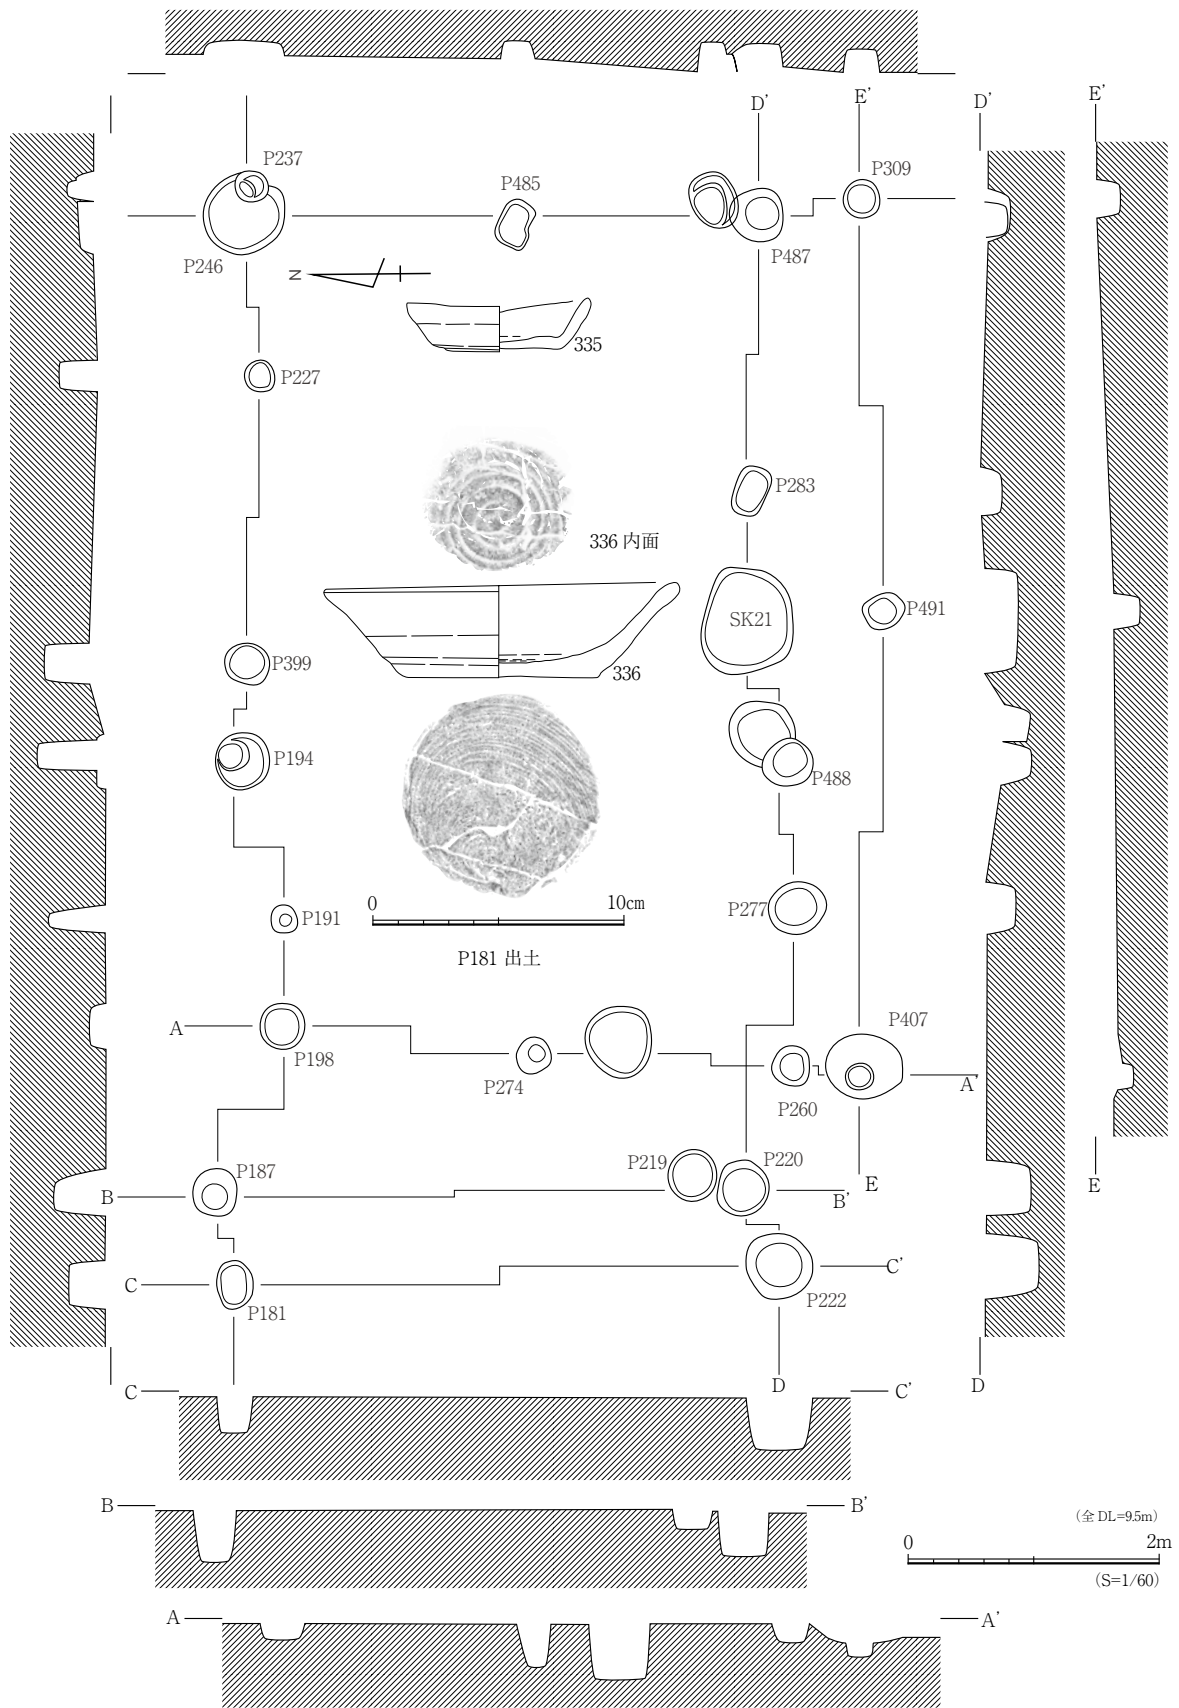 D'
E'
D'
E'
P237
P485
P309
P246
P487
N
335
P227
P283
336 内面
SK21
P491
P399
336
P194
P488
0
10cm
P277
P191
P181 出土
A
P407
P198
P274
A'
P260
P187
P219
P220
B
B'
E
E
C
C'
P181
P222
C
D
C'
D
B
B'
(全 DL=9.5m)
0
2m
(S=1/60)
A
A'